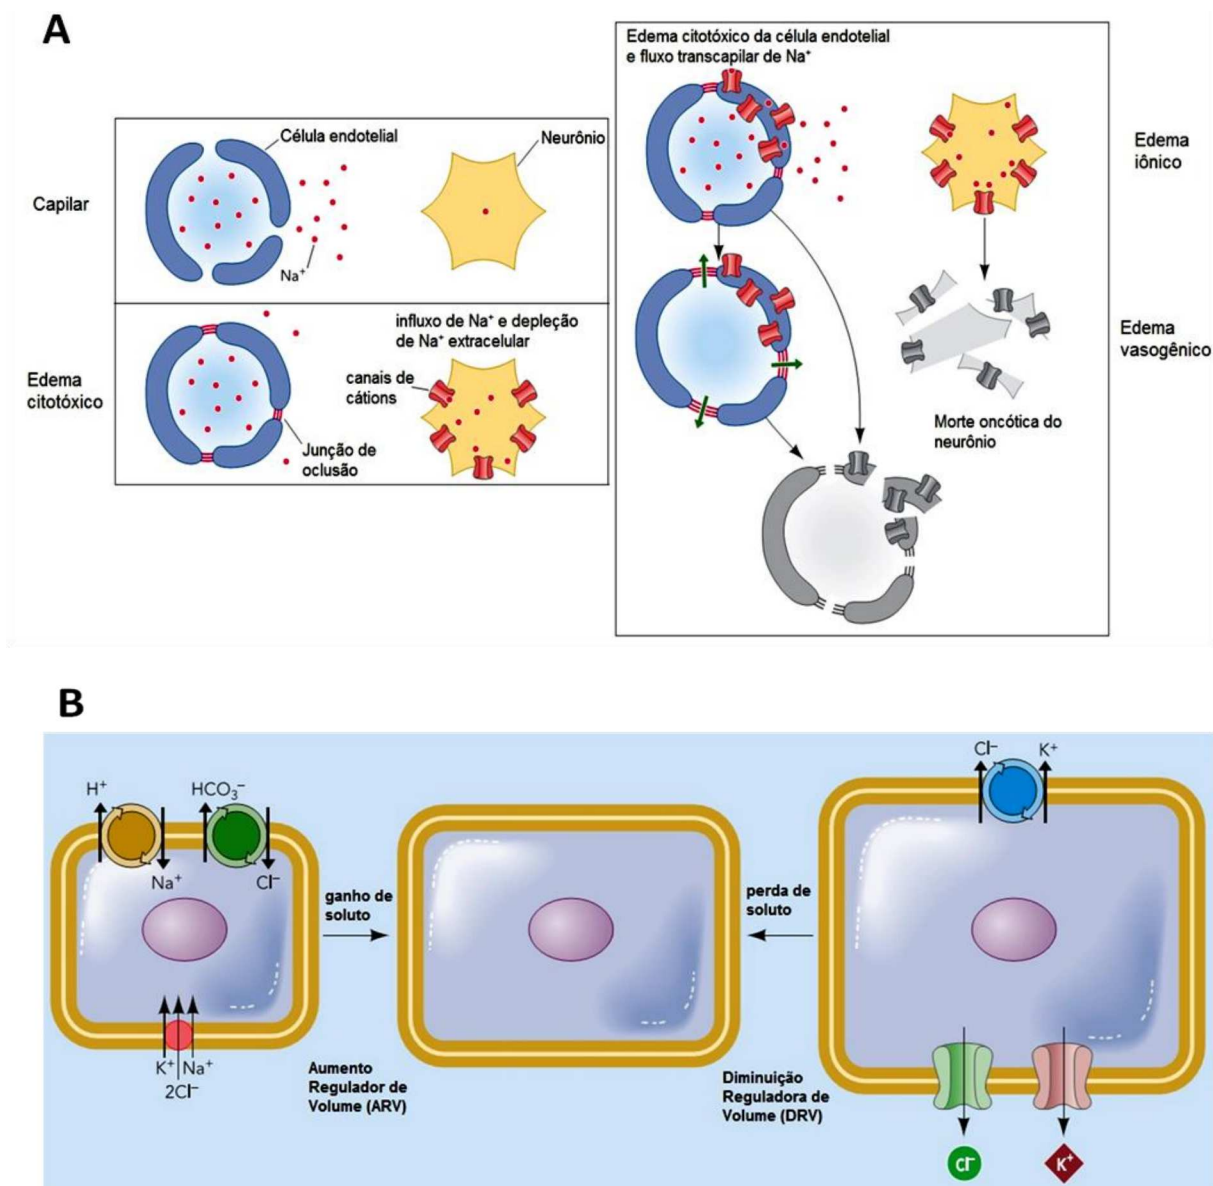 A
Edema citotóxico da célula endotelial
e fluxo transcapilar de Na⁺
Célula endotelial
Neurônio
Capilar
Na⁺
Edema
iônico
influxo de Na⁺ e depleção
de Na⁺ extracelular
Edema
citotóxico
canais de
cátions
Junção de
oclusão
Edema
vasogênico
Morte oncótica do
neurônio
B
H⁺
HCO₃⁻
Na⁺
Cl⁻
K⁺
Na⁺
2Cl⁻
ganho de
soluto
Aumento
Regulador de
Volume (ARV)
perda de
soluto
Diminuição
Reguladora de
Volume (DRV)
Cl⁻
K⁺
Cl⁻
K⁺